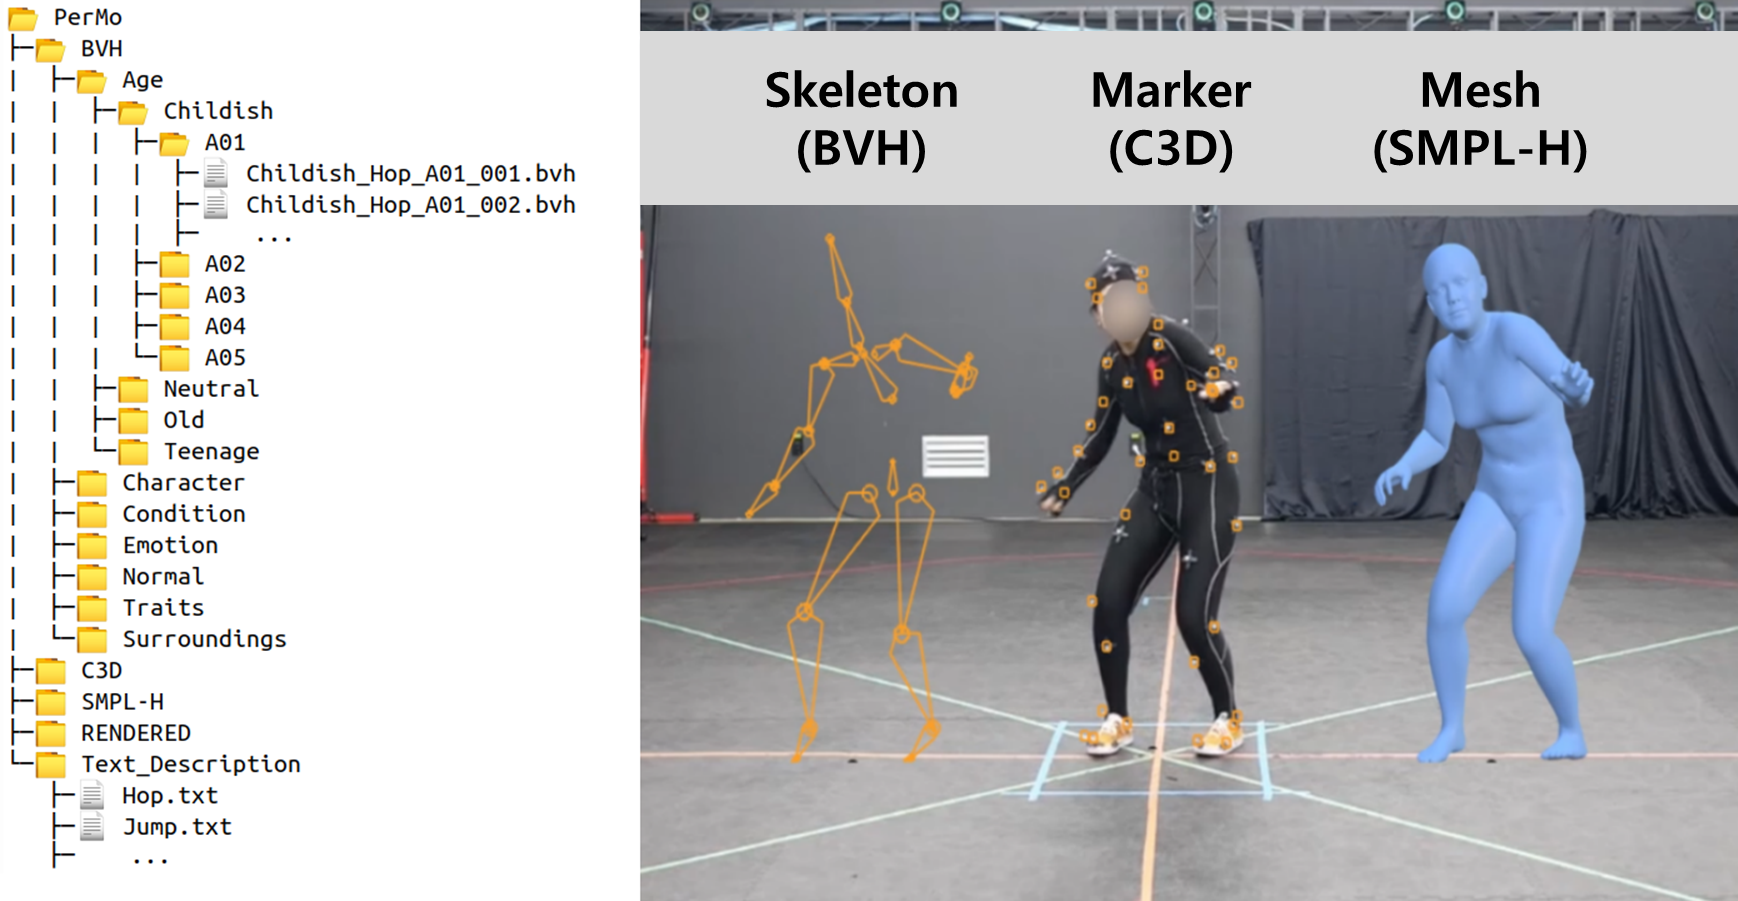 PerMo
BVH
Age
Childish
A01
Childish_Hop_A01_001.bvh
Childish_Hop_A01_002.bvh
...
A02
A03
A04
A05
Neutral
Old
Teenage
Character
Condition
Emotion
Normal
Traits
Surroundings
C3D
SMPL-H
RENDERED
Text_Description
Hop.txt
Jump.txt
...
Skeleton
(BVH)
Marker
(C3D)
Mesh
(SMPL-H)